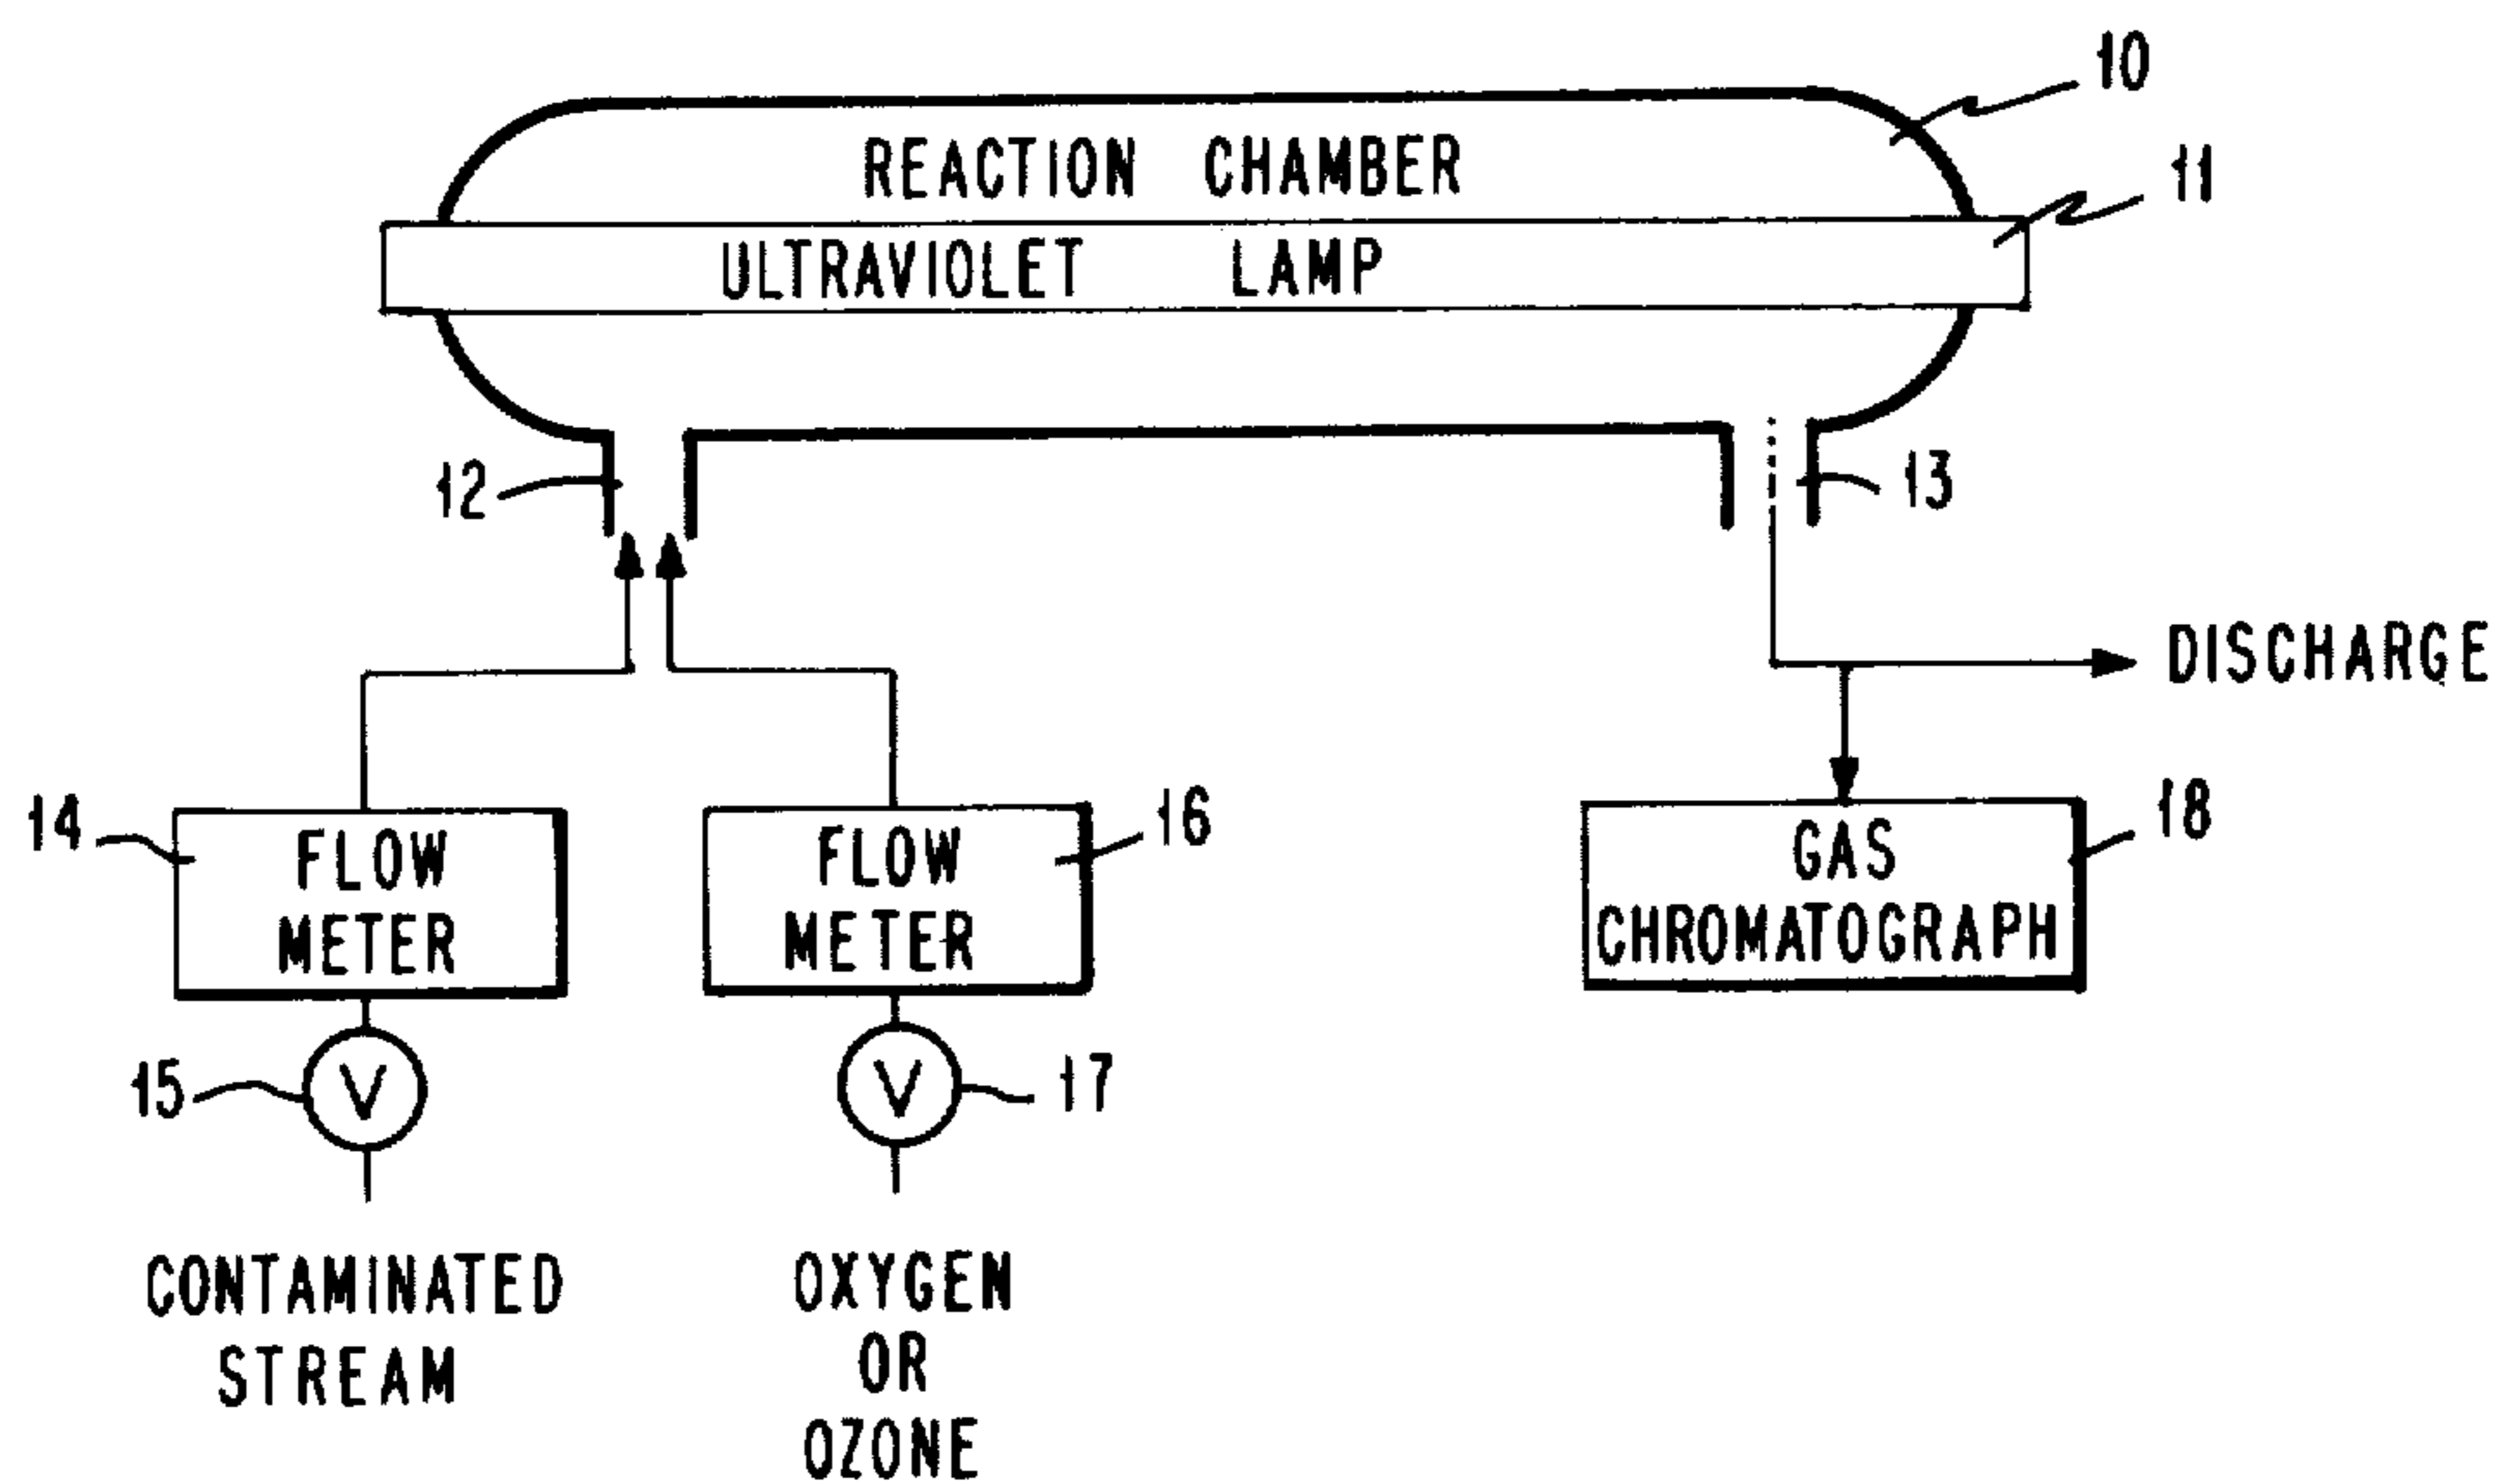 10
REACTION CHAMBER
11
ULTRAVIOLET LAMP
12
13
DISCHARGE
14
FLOW
METER
16
FLOW
METER
18
GAS
CHROMATOGRAPH
15
V
17
V
CONTAMINATED
STREAM
OXYGEN
OR
OZONE